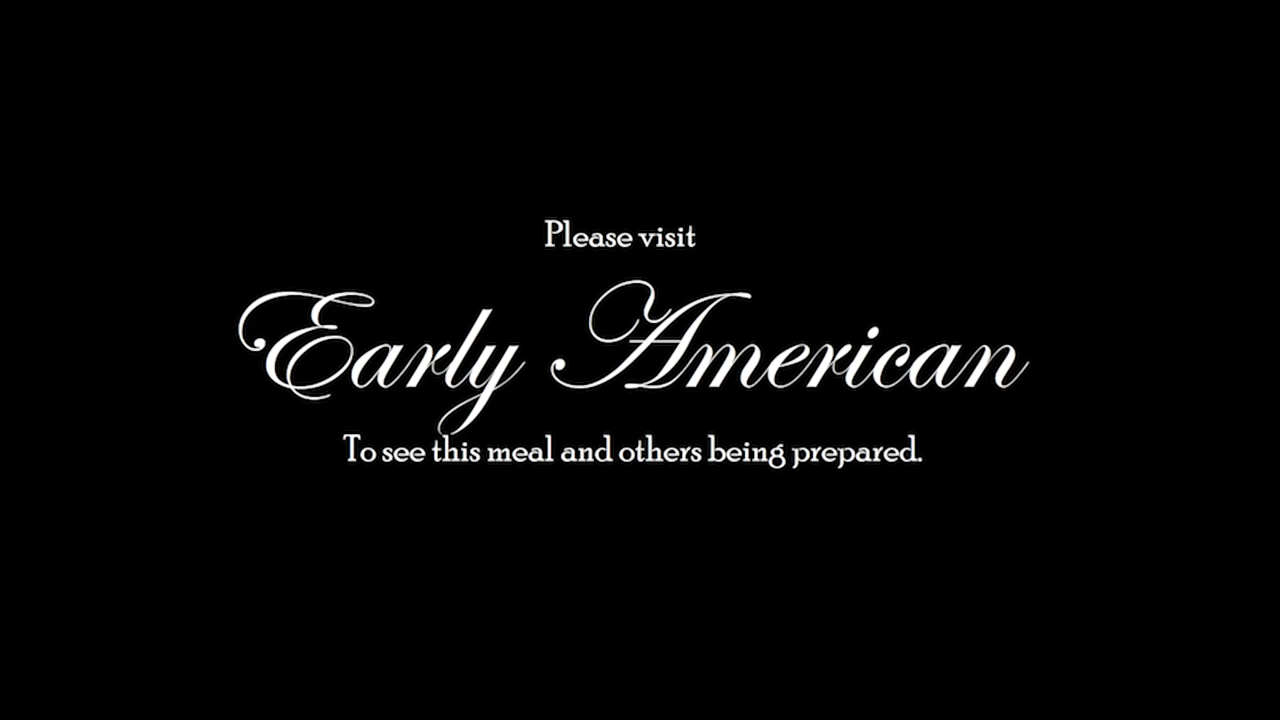 Please visit
Early American
To see this meal and others being prepared.